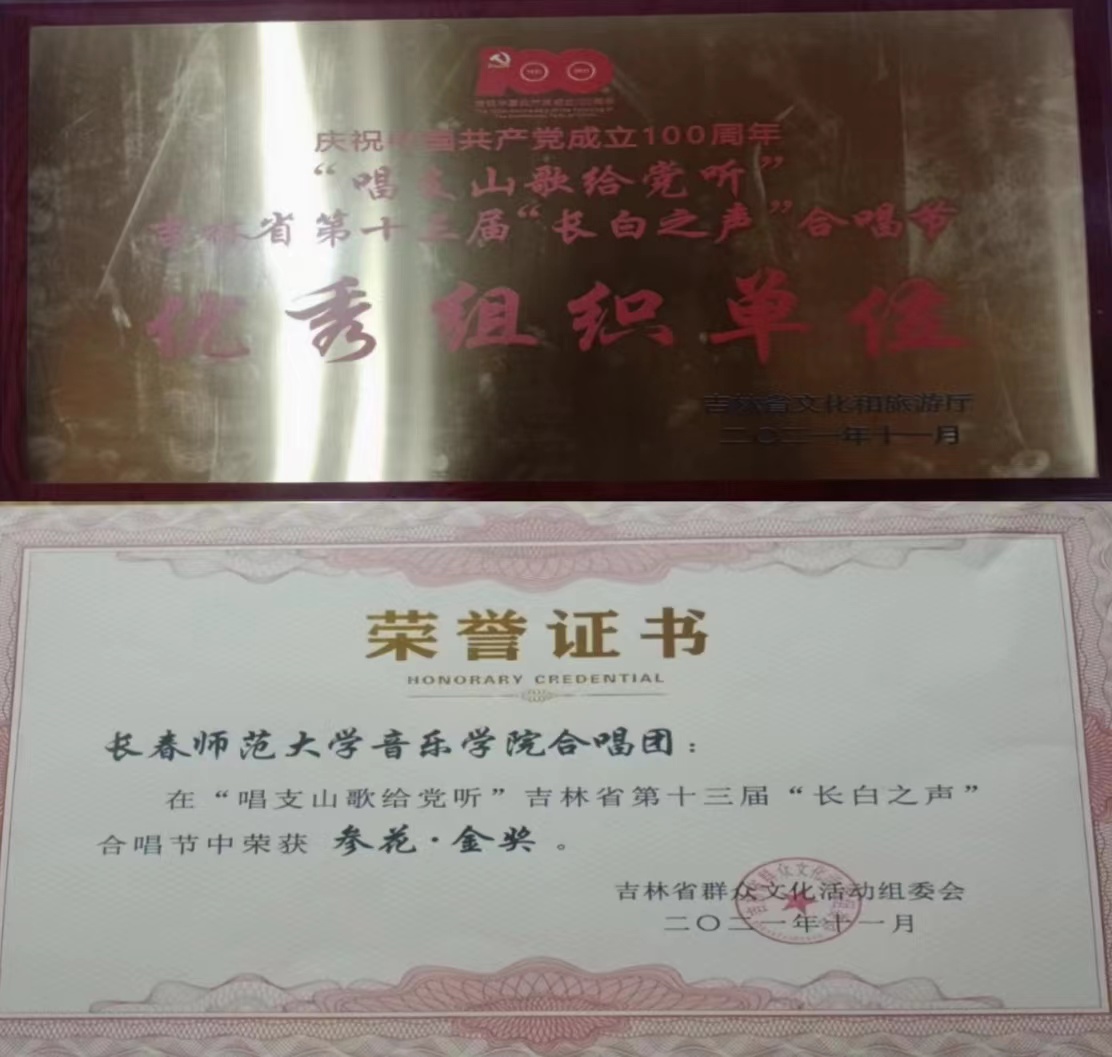 100
庆祝中国共产党成立100周年
“唱支山歌给党听”
吉林省第十三届“长白之声”合唱节
优秀组织单位
吉林省文化和旅游厅
二〇二一年十一月
荣誉证书
HONORARY CREDENTIAL
长春师范大学音乐学院合唱团：
在“唱支山歌给党听”吉林省第十三届“长白之声”
合唱节中荣获 参花·金奖 。
吉林省群众文化活动组委会
二〇二一年十一月